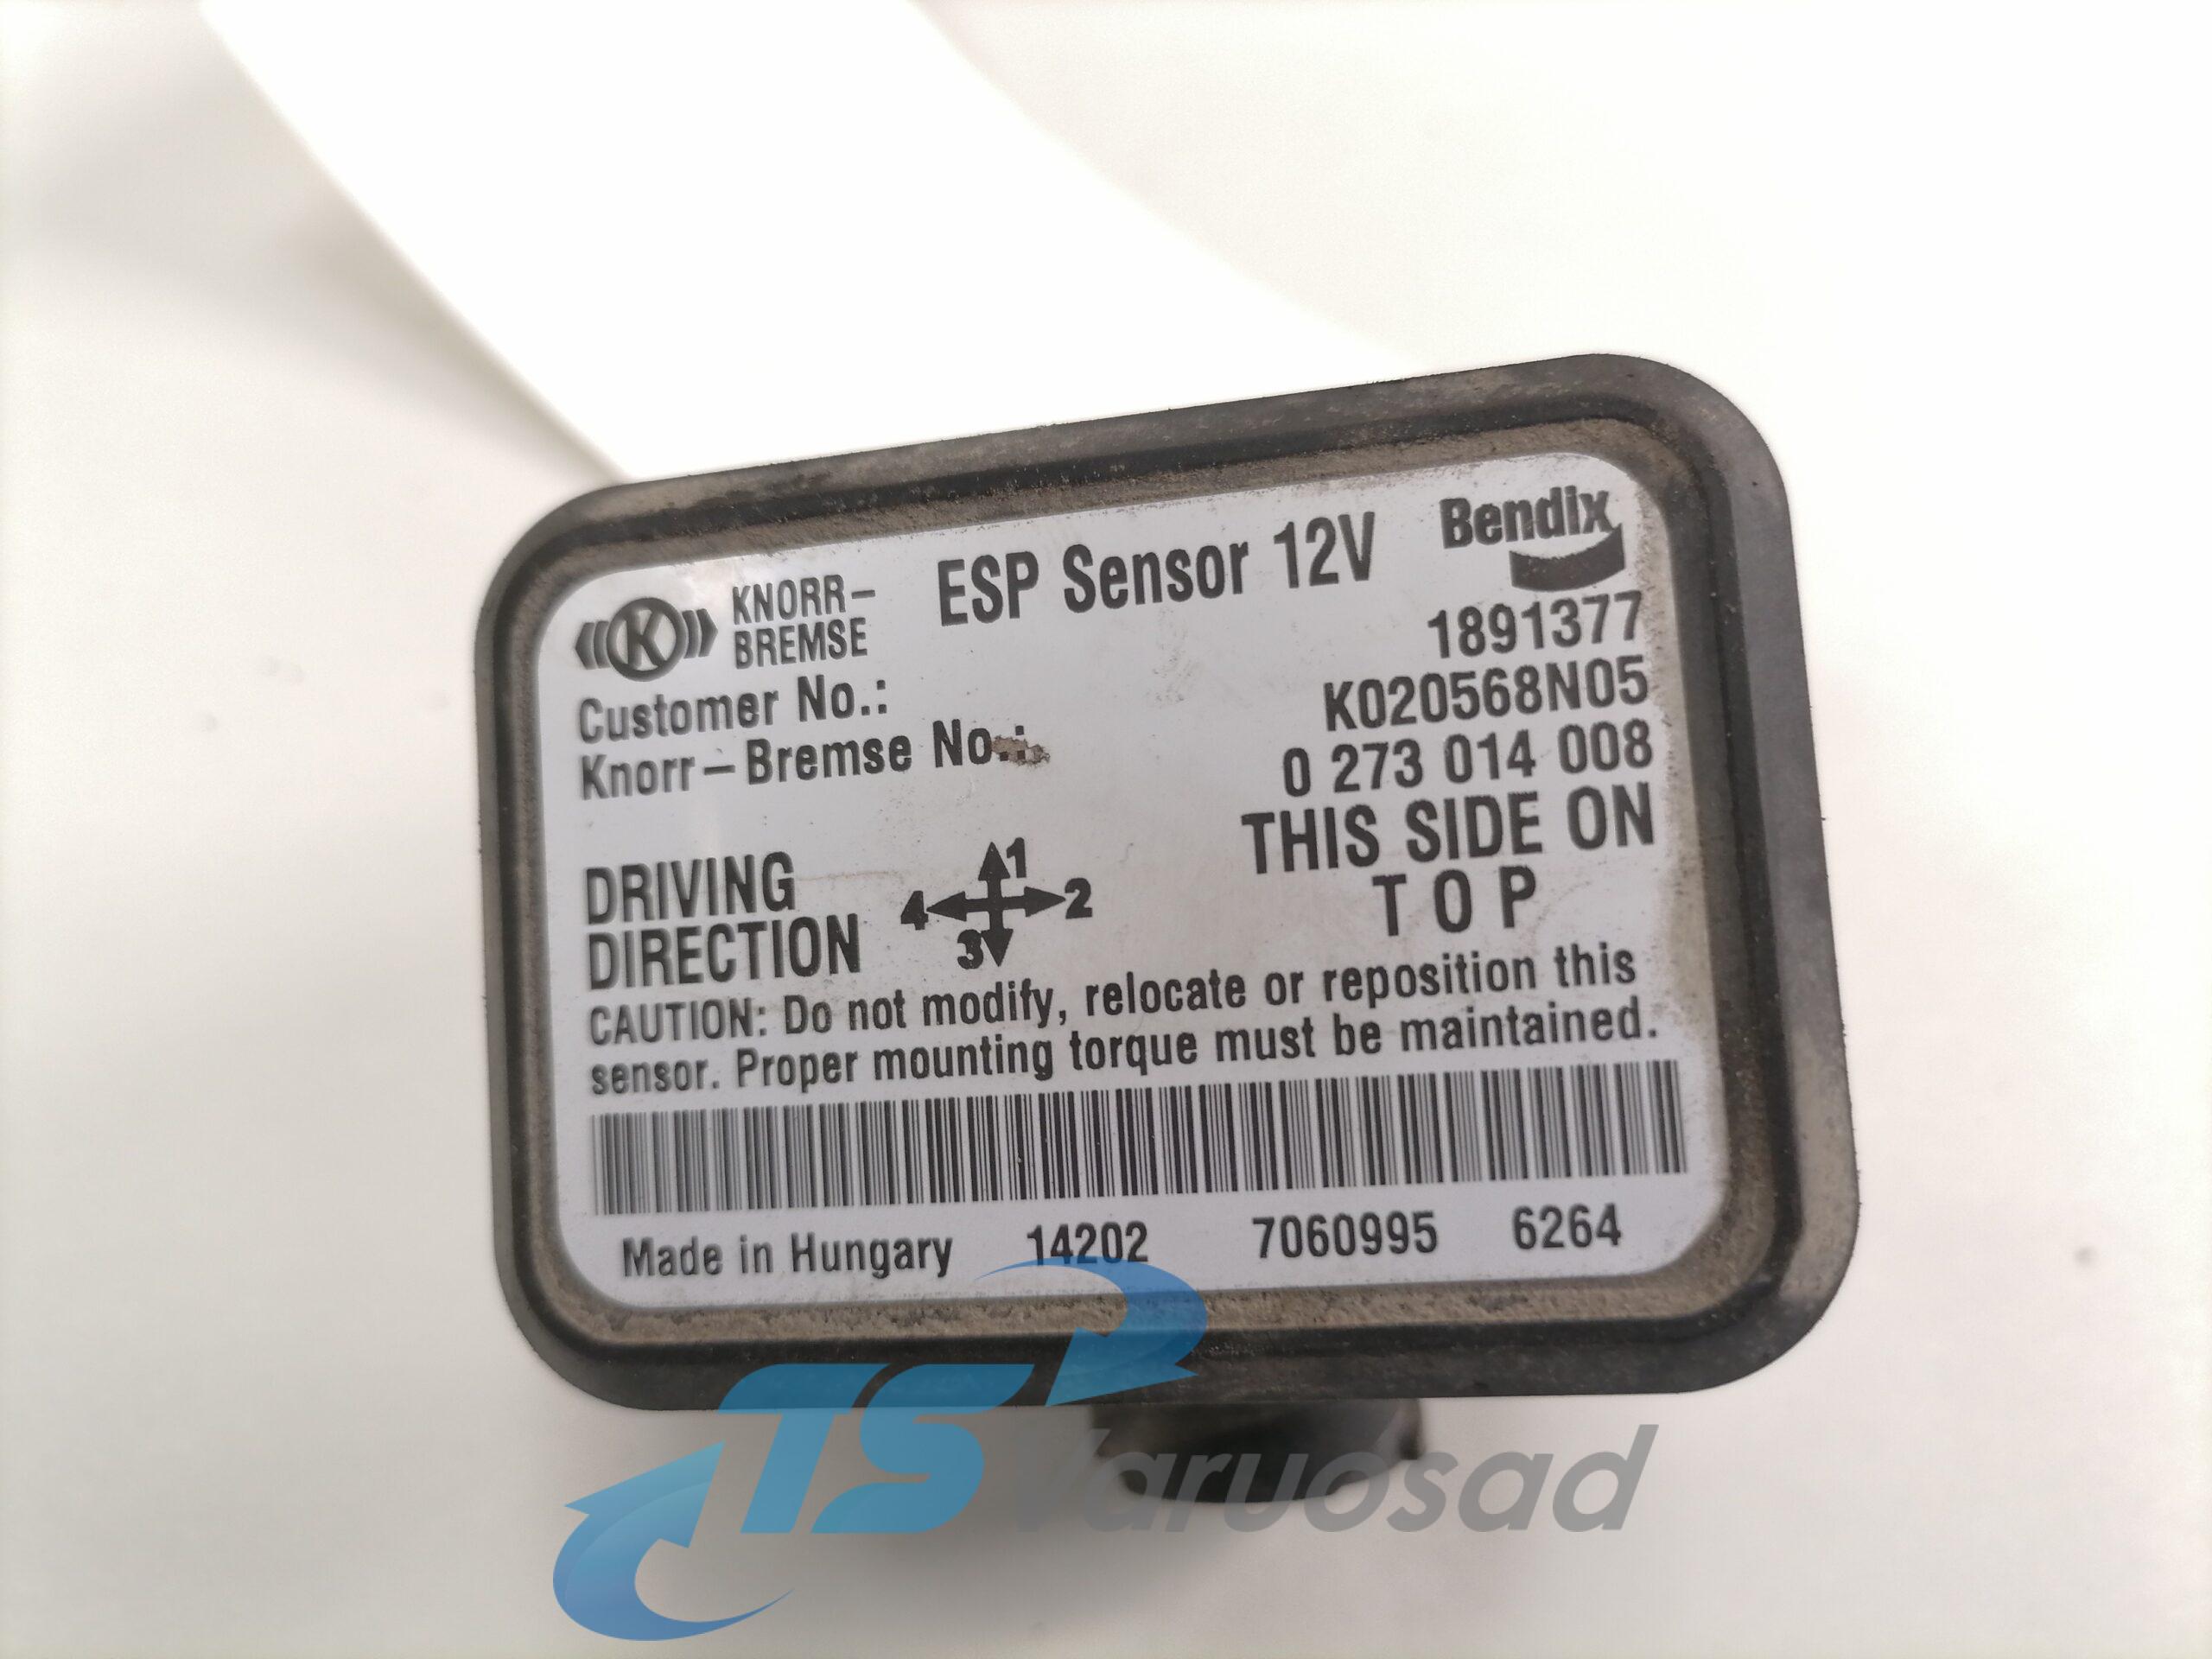 KNORR-
BREMSE
ESP Sensor 12V
Bendix
Customer No.: 1891377
Knorr-Bremse No.: K020568N05
0 273 014 008
DRIVING
DIRECTION
1
4 2
3
THIS SIDE ON
TOP
CAUTION: Do not modify, relocate or reposition this
sensor. Proper mounting torque must be maintained.
Made in Hungary 14202 7060995 6264
TS Varuosad